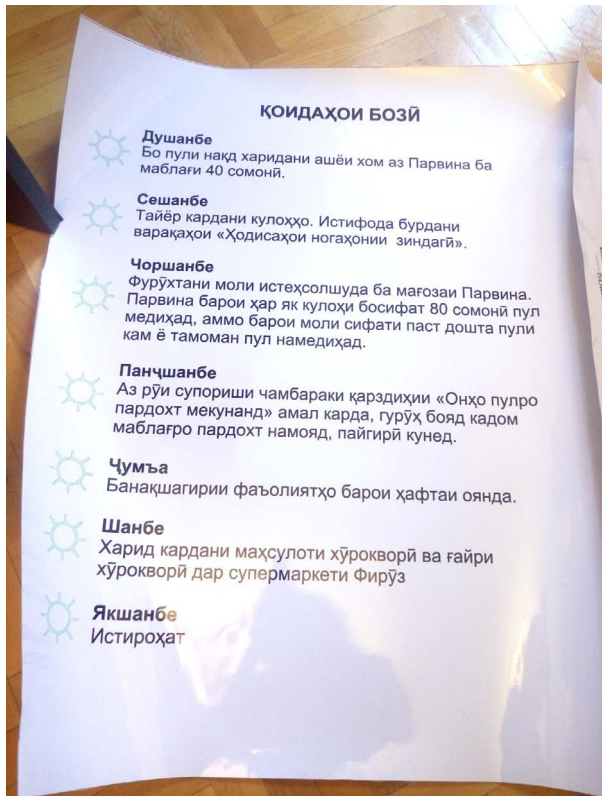 ҚОИДАҲОИ БОЗӢ
Душанбе
Бо пули нақд харидани ашёи хом аз Парвина ба
маблағи 40 сомонӣ.
Сешанбе
Тайёр кардани кулоҳҳо. Истифода бурдани
варақаҳои «Ҳодисаҳои ногаҳонии зиндагӣ».
Чоршанбе
Фурӯхтани моли истеҳсолшуда ба мағозаи Парвина.
Парвина барои ҳар як кулоҳи босифат 80 сомонӣ пул
медиҳад, аммо барои моли сифати паст дошта пули
кам ё тамоман пул намедиҳад.
Панҷшанбе
Аз рӯи супориши чамбараки қарздиҳии «Онҳо пулро
пардохт мекунанд» амал карда, гурӯҳ бояд кадом
маблағро пардохт намояд, пайгирӣ кунед.
Ҷумъа
Банақшагирии фаъолиятҳо барои ҳафтаи оянда.
Шанбе
Харид кардани маҳсулоти хӯрокворӣ ва ғайри
хӯрокворӣ дар супермаркети Фирӯз
Якшанбе
Истироҳат